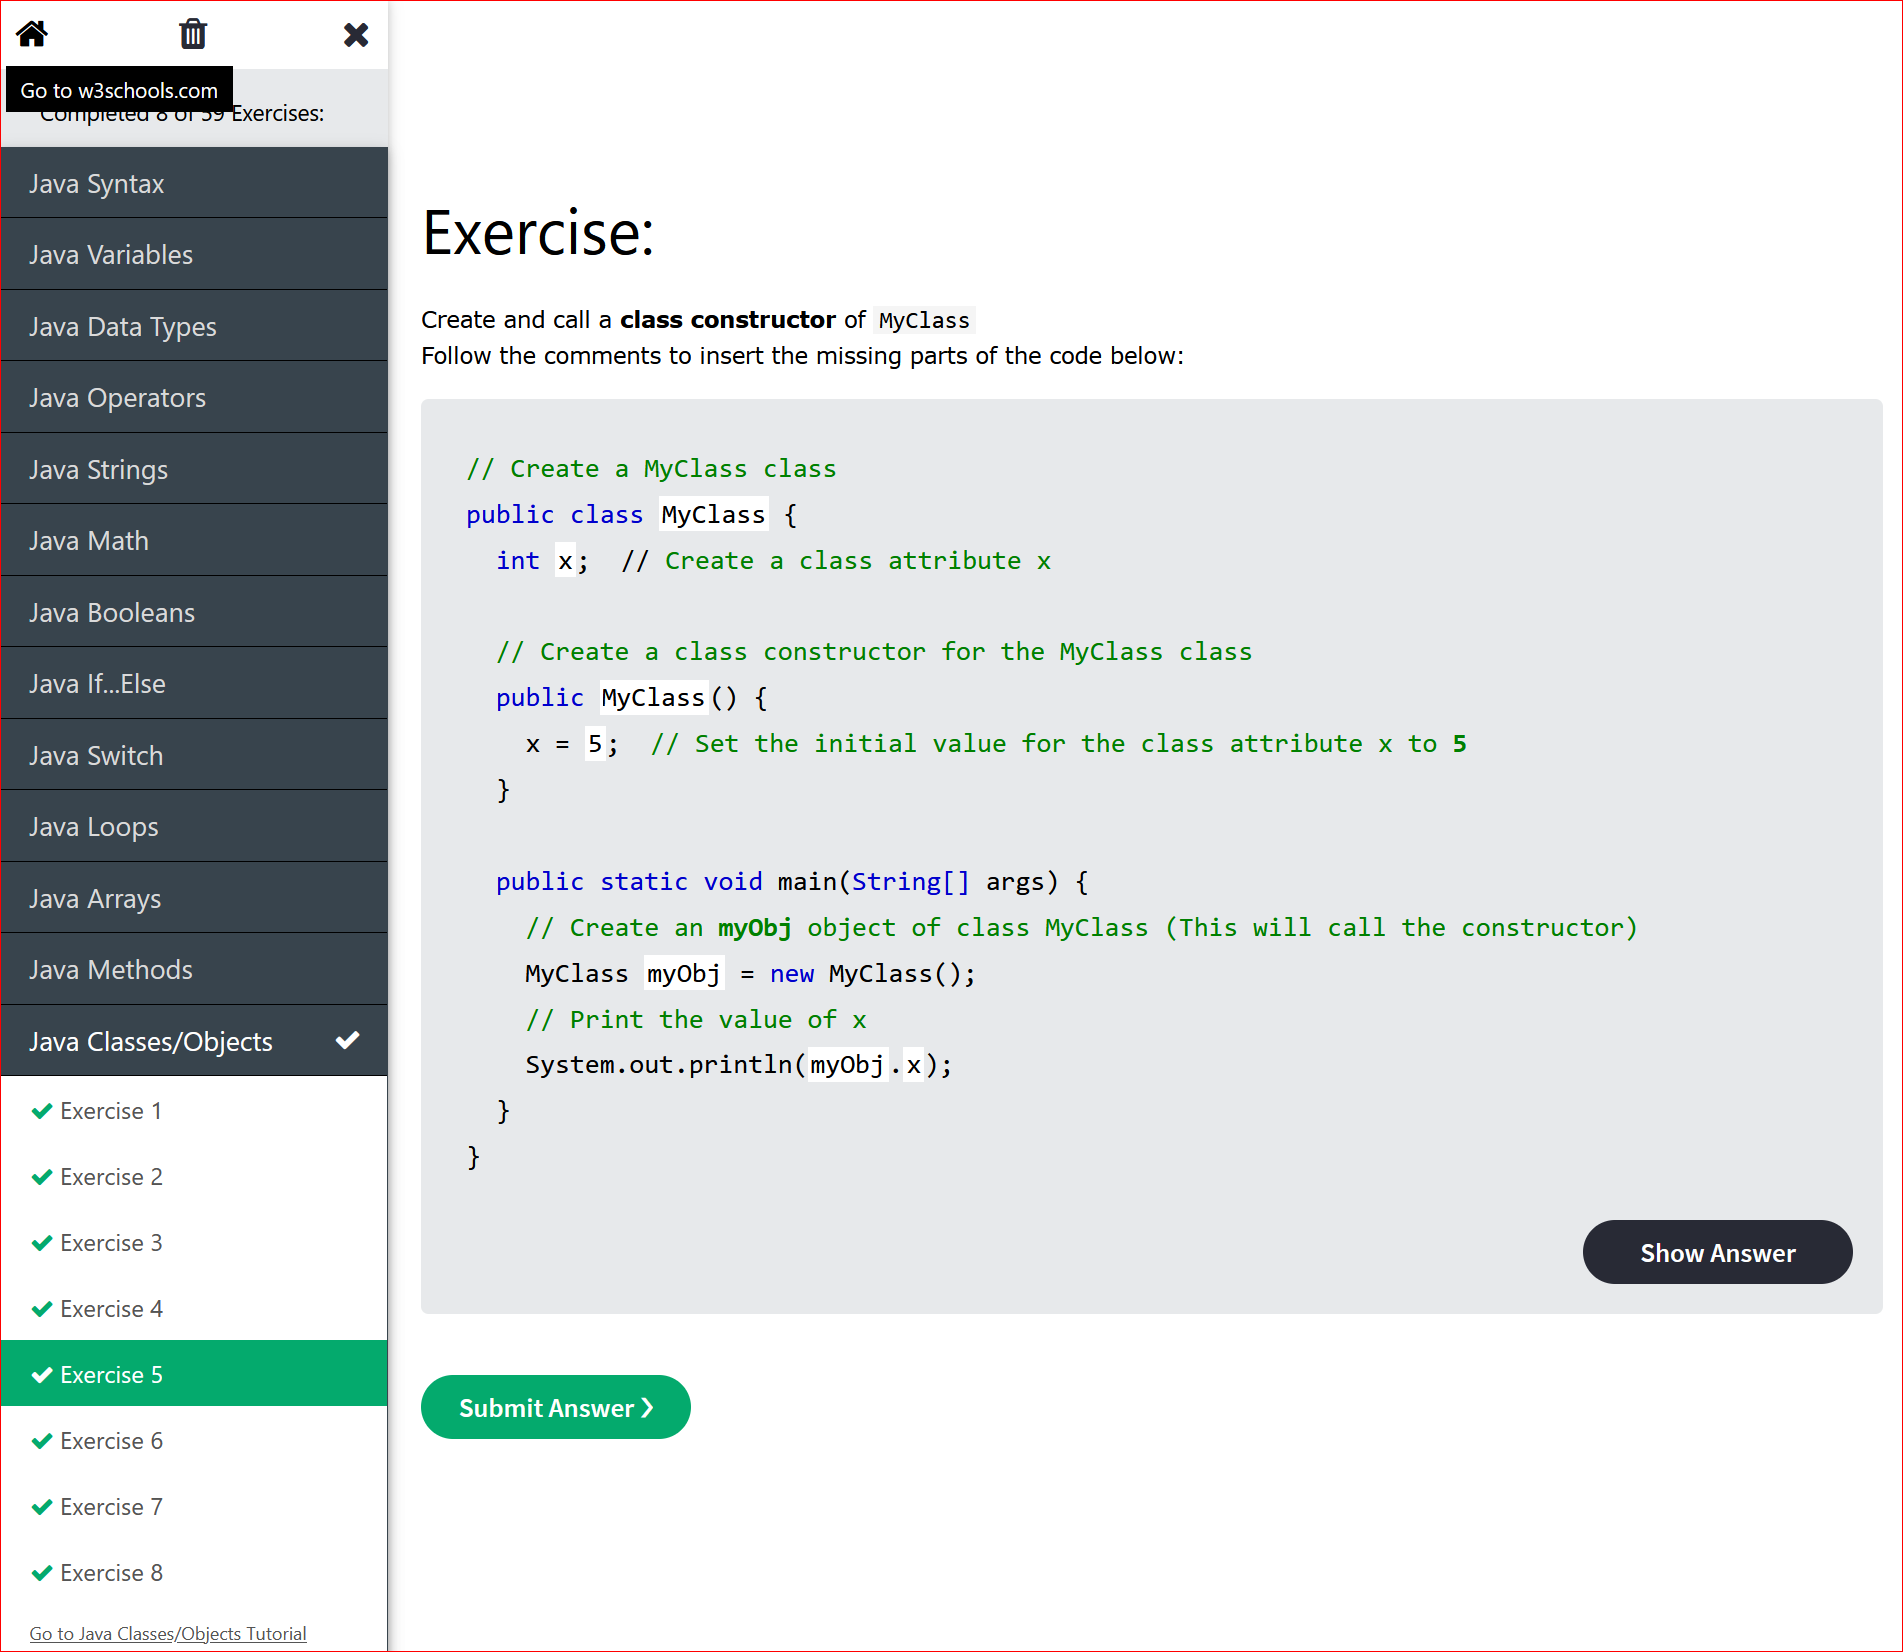 Go to w3schools.com
Completed 8 of 59 Exercises:
Java Syntax
Java Variables
Java Data Types
Java Operators
Java Strings
Java Math
Java Booleans
Java If...Else
Java Switch
Java Loops
Java Arrays
Java Methods
Java Classes/Objects
Exercise 1
Exercise 2
Exercise 3
Exercise 4
Exercise 5
Exercise 6
Exercise 7
Exercise 8
Go to Java Classes/Objects Tutorial
Exercise:
Create and call a class constructor of MyClass
Follow the comments to insert the missing parts of the code below:
// Create a MyClass class
public class MyClass {
int x;  // Create a class attribute x
// Create a class constructor for the MyClass class
public MyClass() {
x = 5;  // Set the initial value for the class attribute x to 5
}
public static void main(String[] args) {
// Create an myObj object of class MyClass (This will call the constructor)
MyClass myObj = new MyClass();
// Print the value of x
System.out.println(myObj.x);
}
}
Show Answer
Submit Answer ❯